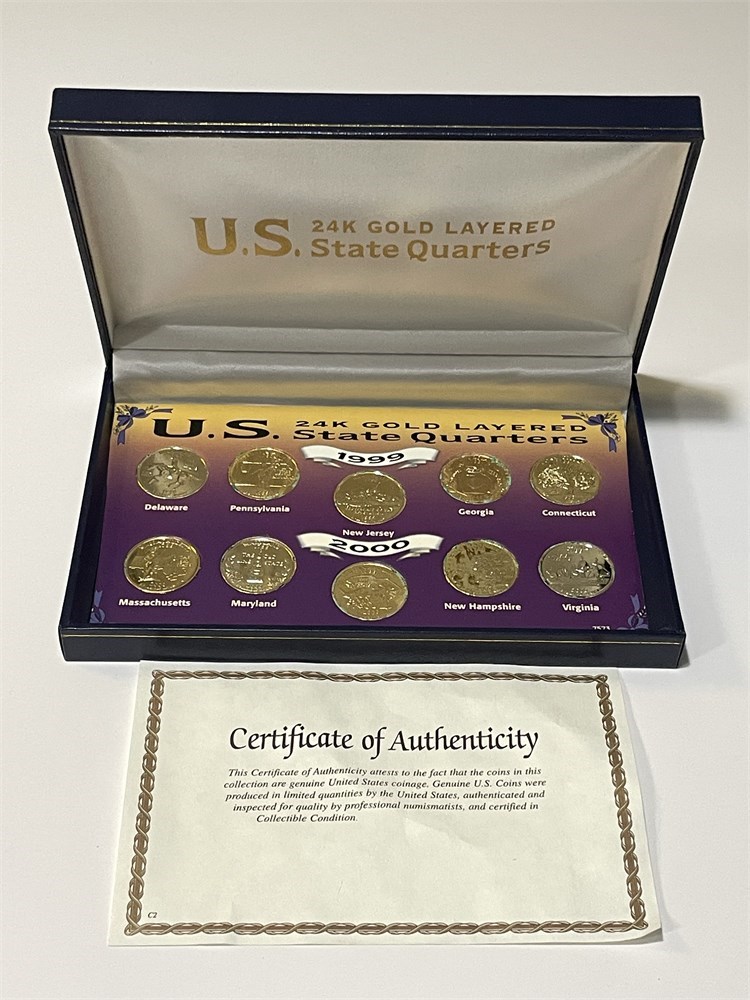 U.S. 24K GOLD LAYERED
State Quarters
U.S. 24K GOLD LAYERED
State Quarters
1999
Delaware
Pennsylvania
New Jersey
Georgia
Connecticut
2000
Massachusetts
Maryland
New Hampshire
Virginia
7573
Certificate of Authenticity
This Certificate of Authenticity attests to the fact that the coins in this
collection are genuine United States coinage. Genuine U.S. Coins were
produced in limited quantities by the United States, authenticated and
inspected for quality by professional numismatists, and certified in
Collectible Condition.
C2